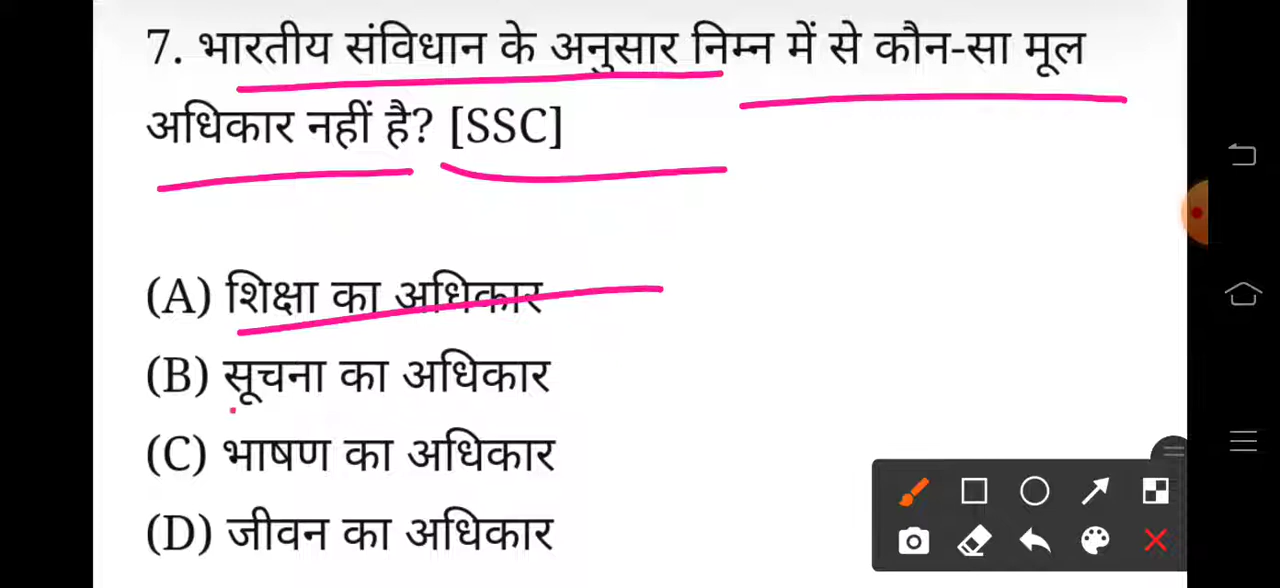 7. भारतीय संविधान के अनुसार निम्न में से कौन-सा मूल
अधिकार नहीं है? [SSC]
(A) शिक्षा का अधिकार
(B) सूचना का अधिकार
(C) भाषण का अधिकार
(D) जीवन का अधिकार